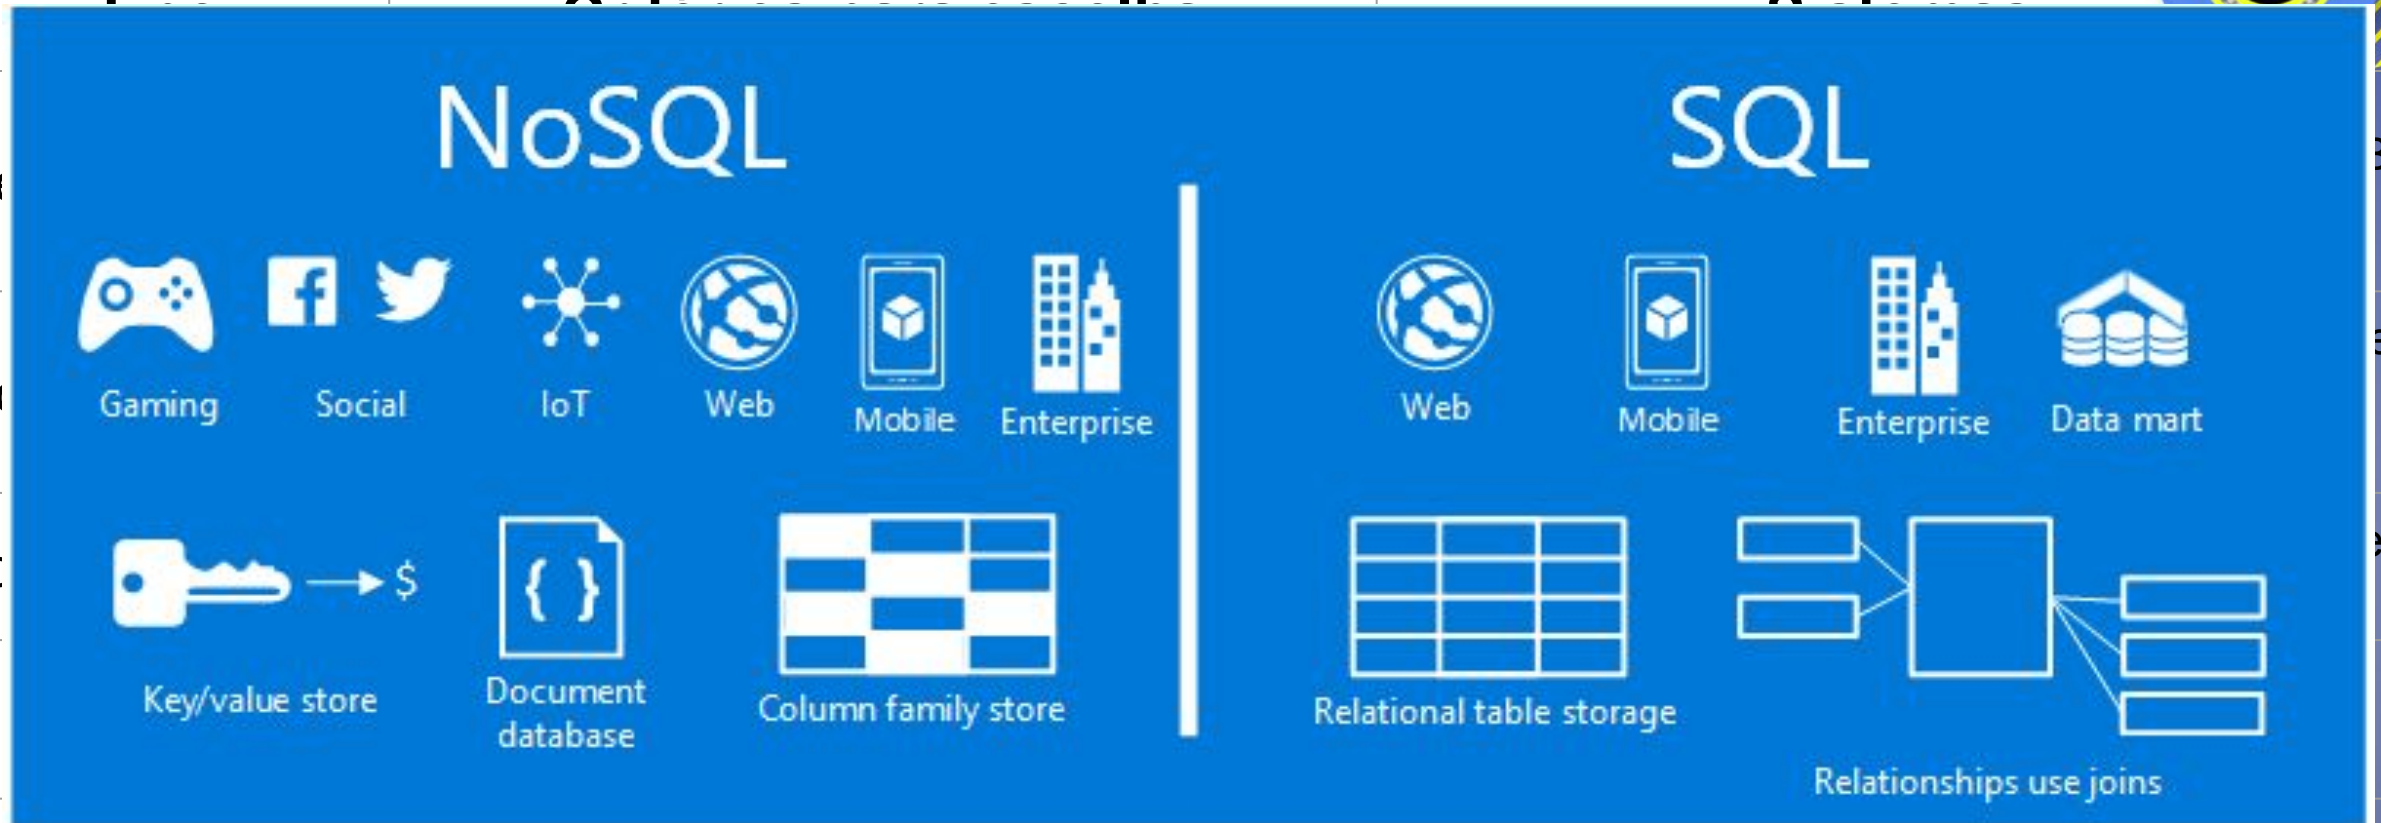 NoSQL
SQL
Gaming
Social
IoT
Web
Mobile
Enterprise
Web
Mobile
Enterprise
Data mart
$
{ }
Key/value store
Document
database
Column family store
Relational table storage
Relationships use joins